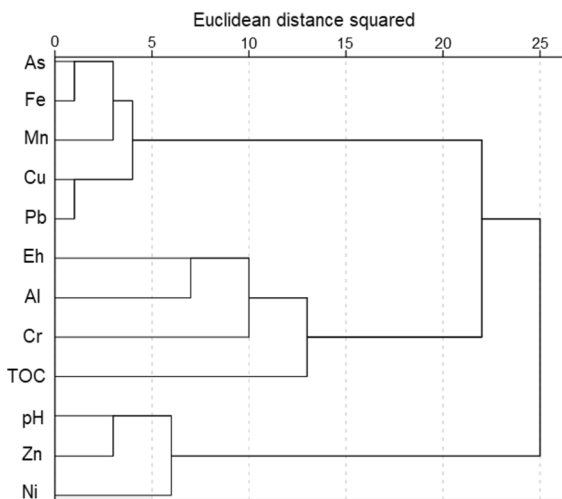 Euclidean distance squared
0 5 10 15 20 25
As
Fe
Mn
Cu
Pb
Eh
Al
Cr
TOC
pH
Zn
Ni